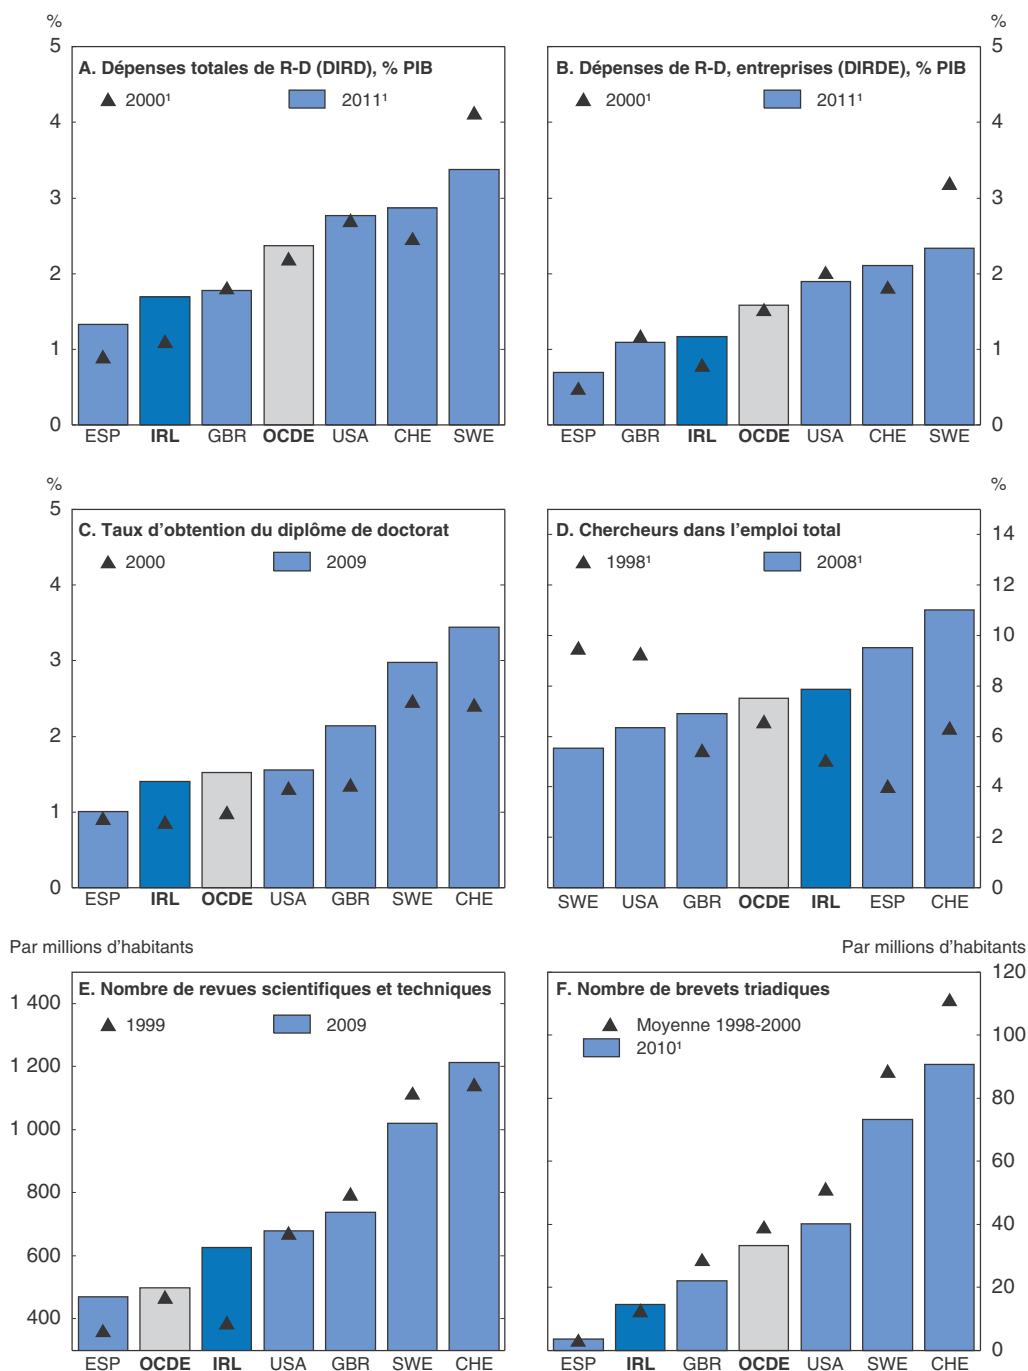 %
%
A. Dépenses totales de R-D (DIRD), % PIB
2000¹
2011¹
5
4
3
2
1
0
ESP
IRL
GBR
OCDE
USA
CHE
SWE
B. Dépenses de R-D, entreprises (DIRDE), % PIB
2000¹
2011¹
5
4
3
2
1
0
ESP
GBR
IRL
OCDE
USA
CHE
SWE
%
%
C. Taux d'obtention du diplôme de doctorat
2000
2009
5
4
3
2
1
0
ESP
IRL
OCDE
USA
GBR
SWE
CHE
D. Chercheurs dans l'emploi total
1998¹
2008¹
14
12
10
8
6
4
2
0
SWE
USA
GBR
OCDE
IRL
ESP
CHE
Par millions d'habitants
Par millions d'habitants
E. Nombre de revues scientifiques et techniques
1999
2009
1 400
1 200
1 000
800
600
400
ESP
OCDE
IRL
USA
GBR
SWE
CHE
F. Nombre de brevets triadiques
Moyenne 1998-2000
2010¹
120
100
80
60
40
20
0
ESP
IRL
GBR
OCDE
USA
SWE
CHE